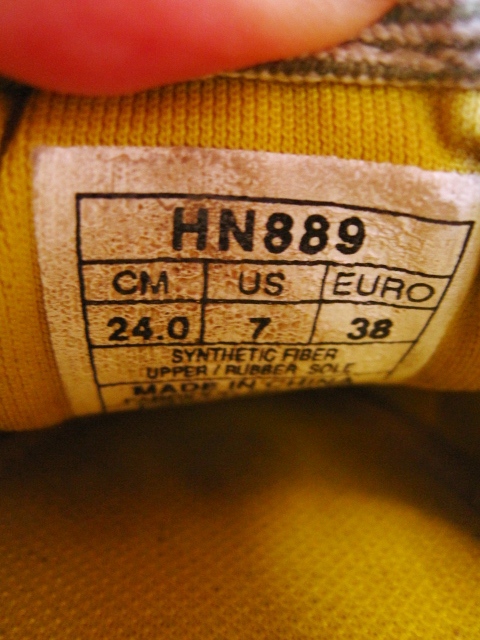 HN889
CM US EURO
24.0 7 38
SYNTHETIC FIBER
UPPER / RUBBER SOLE
MADE IN CHINA